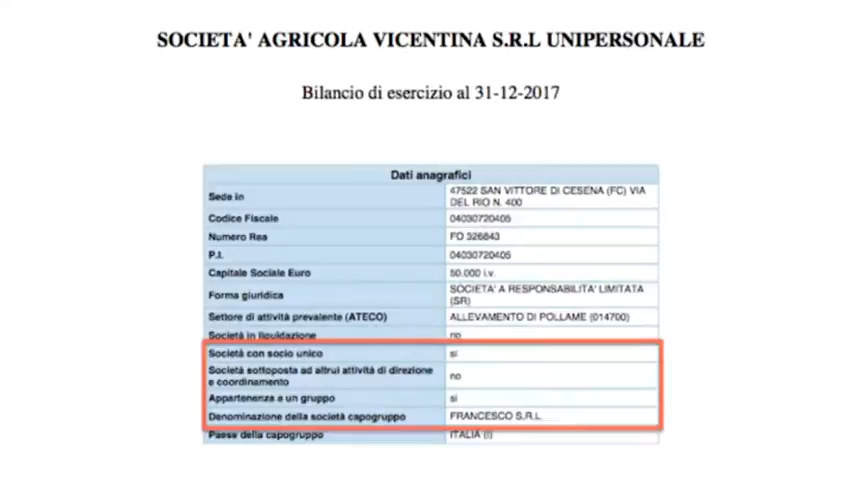 SOCIETA' AGRICOLA VICENTINA S.R.L UNIPERSONALE
Bilancio di esercizio al 31-12-2017
Dati anagrafici
Sede in 47522 SAN VITTORE DI CESENA (FC) VIA
DEL RIO N. 400
Codice Fiscale 04030720405
Numero Rea FO 326843
P.I. 04030720405
Capitale Sociale Euro 50.000 i.v.
Forma giuridica SOCIETA' A RESPONSABILITA' LIMITATA
(SR)
Settore di attività prevalente (ATECO) ALLEVAMENTO DI POLLAME (014700)
Società in liquidazione no
Società con socio unico si
Società sottoposta ad altrui attività di direzione
e coordinamento no
Appartenenza a un gruppo si
Denominazione della società capogruppo FRANCESCO S.R.L.
Paese della capogruppo ITALIA (I)